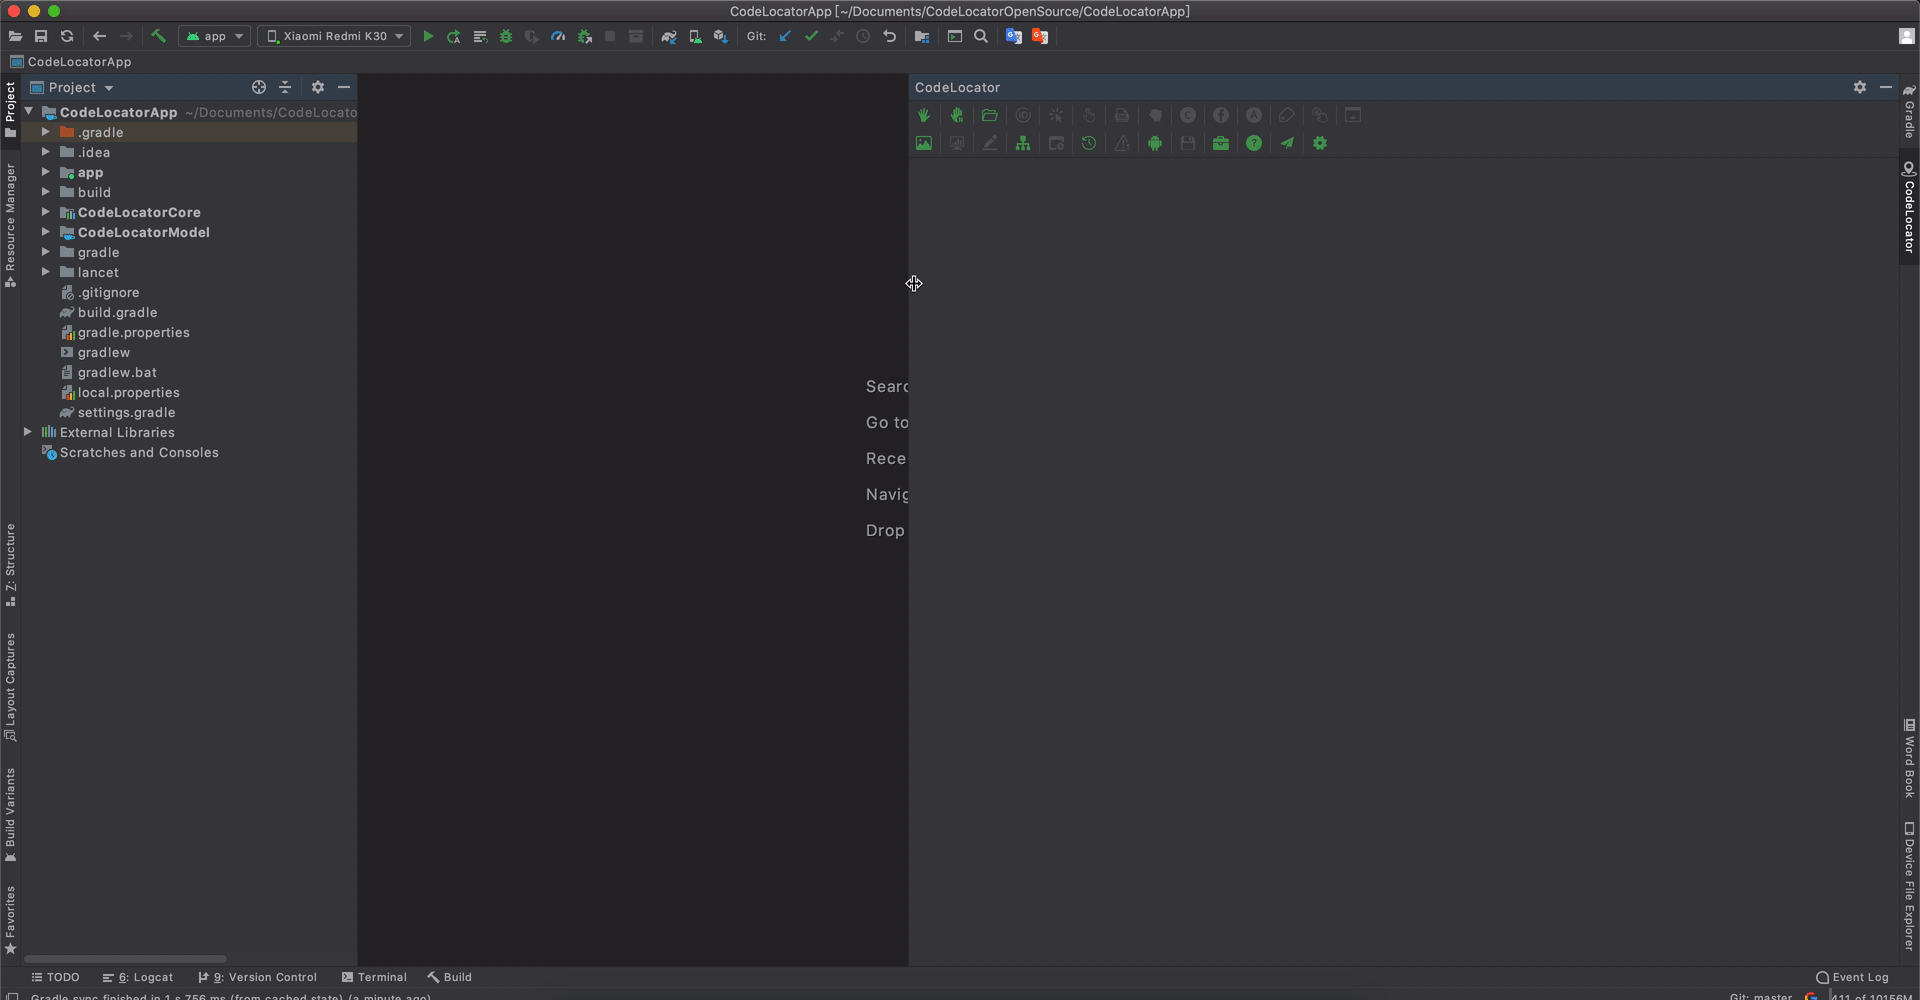 CodeLocatorApp [~/Documents/CodeLocatorOpenSource/CodeLocatorApp]
app
Xiaomi Redmi K30
Git:
CodeLocatorApp
Project
CodeLocator
CodeLocatorApp ~/Documents/CodeLocato
.gradle
.idea
app
build
CodeLocatorCore
CodeLocatorModel
gradle
lancet
.gitignore
build.gradle
gradle.properties
gradlew
gradlew.bat
local.properties
settings.gradle
External Libraries
Scratches and Consoles
Project
Resource Manager
Z: Structure
Layout Captures
Build Variants
Favorites
Searc
Go to
Rece
Navig
Drop
Gradle
CodeLocator
Word Book
Device File Explorer
TODO
6: Logcat
9: Version Control
Terminal
Build
Event Log
Gradle sync finished in 1 s 756 ms (from cached state) (a minute ago)
Git: master
411 of 10156M